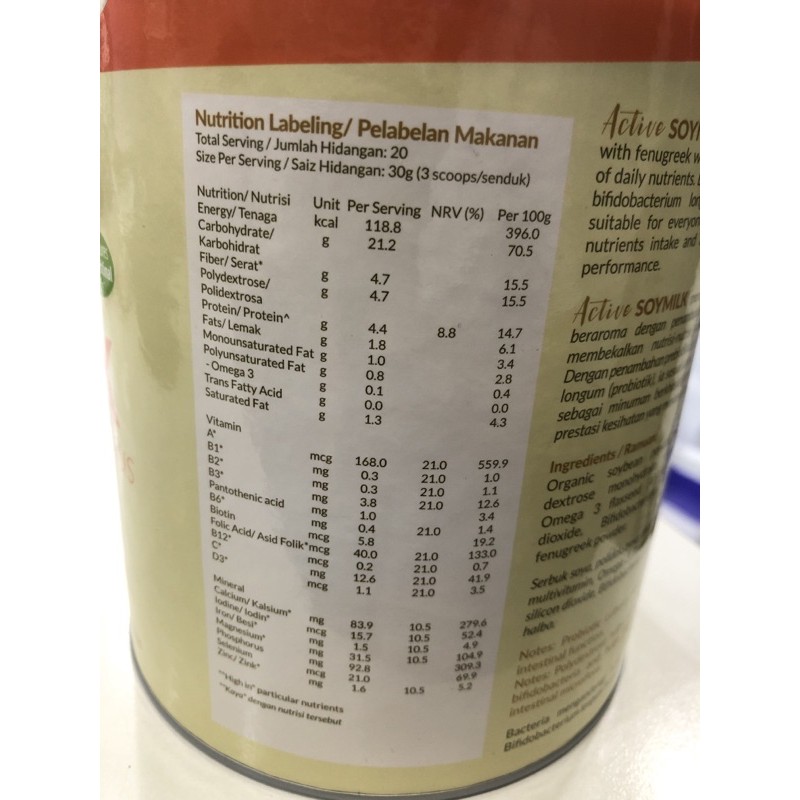 Nutrition Labeling/ Pelabelan Makanan
Total Serving / Jumlah Hidangan: 20
Size Per Serving / Saiz Hidangan: 30g (3 scoops/senduk)
Nutrition/ Nutrisi Unit Per Serving NRV (%) Per 100g
Energy/ Tenaga kcal 118.8 396.0
Carbohydrate/ g 21.2 70.5
Karbohidrat
Fiber/ Serat* g 4.7 15.5
Polydextrose/ g 4.7 15.5
Polidextrosa
Protein/ Protein^ g 4.4 8.8 14.7
Fats/ Lemak g 1.8 6.1
Monounsaturated Fat g 1.0 3.4
Polyunsaturated Fat g 0.8 2.8
- Omega 3 g 0.1 0.4
Trans Fatty Acid g 0.0 0.0
Saturated Fat g 1.3 4.3
Vitamin
A* mcg 168.0 21.0 559.9
B1* mg 0.3 21.0 1.0
B2* mg 0.3 21.0 1.1
B3* mg 3.8 21.0 12.6
Pantothenic acid mg 1.0 3.4
B6* mg 0.4 21.0 1.4
Biotin mcg 5.8 19.2
Folic Acid/ Asid Folik* mcg 40.0 21.0 133.0
B12* mcg 0.2 21.0 0.7
C* mg 12.6 21.0 41.9
D3* mcg 1.1 21.0 3.5
Mineral
Calcium/ Kalsium* mg 83.9 10.5 279.6
Iodine/ Iodin* mcg 15.7 10.5 52.4
Iron/ Besi* mg 1.5 10.5 4.9
Magnesium* mg 31.5 10.5 104.9
Phosphorus mg 92.8 309.3
Selenium mcg 21.0 69.9
Zinc/ Zink* mg 1.6 10.5 5.2
"High in" particular nutrients
"Kaya" dengan nutrisi tersebut
Active
with fenugreek
of daily nutrients.
bifidobacterium
suitable for
nutrients intake and
performance.
Active SOYMILK
beraroma dengan
membekalkan
Dengan penambahan
longum (probiotik),
sebagai minuman
prestasi kesihatan
Ingredients /
Organic soybean
dextrose
Omega 3
dioxide,
fenugreek powder.
Serbuk soya,
multivitamin,
silicon dioxide,
halba.
Notes: Probiotic
intestinal
Notes:
bifidobacteria and
intestinal
Bacteria